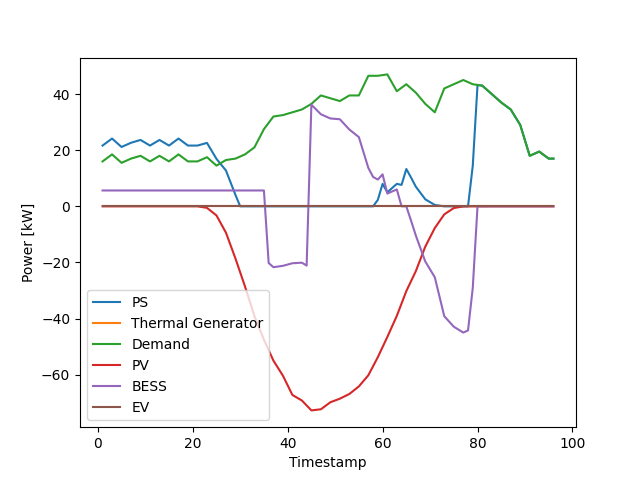 Power [kW]
40
20
0
−20
−40
−60
PS
Thermal Generator
Demand
PV
BESS
EV
0 20 40 60 80 100
Timestamp